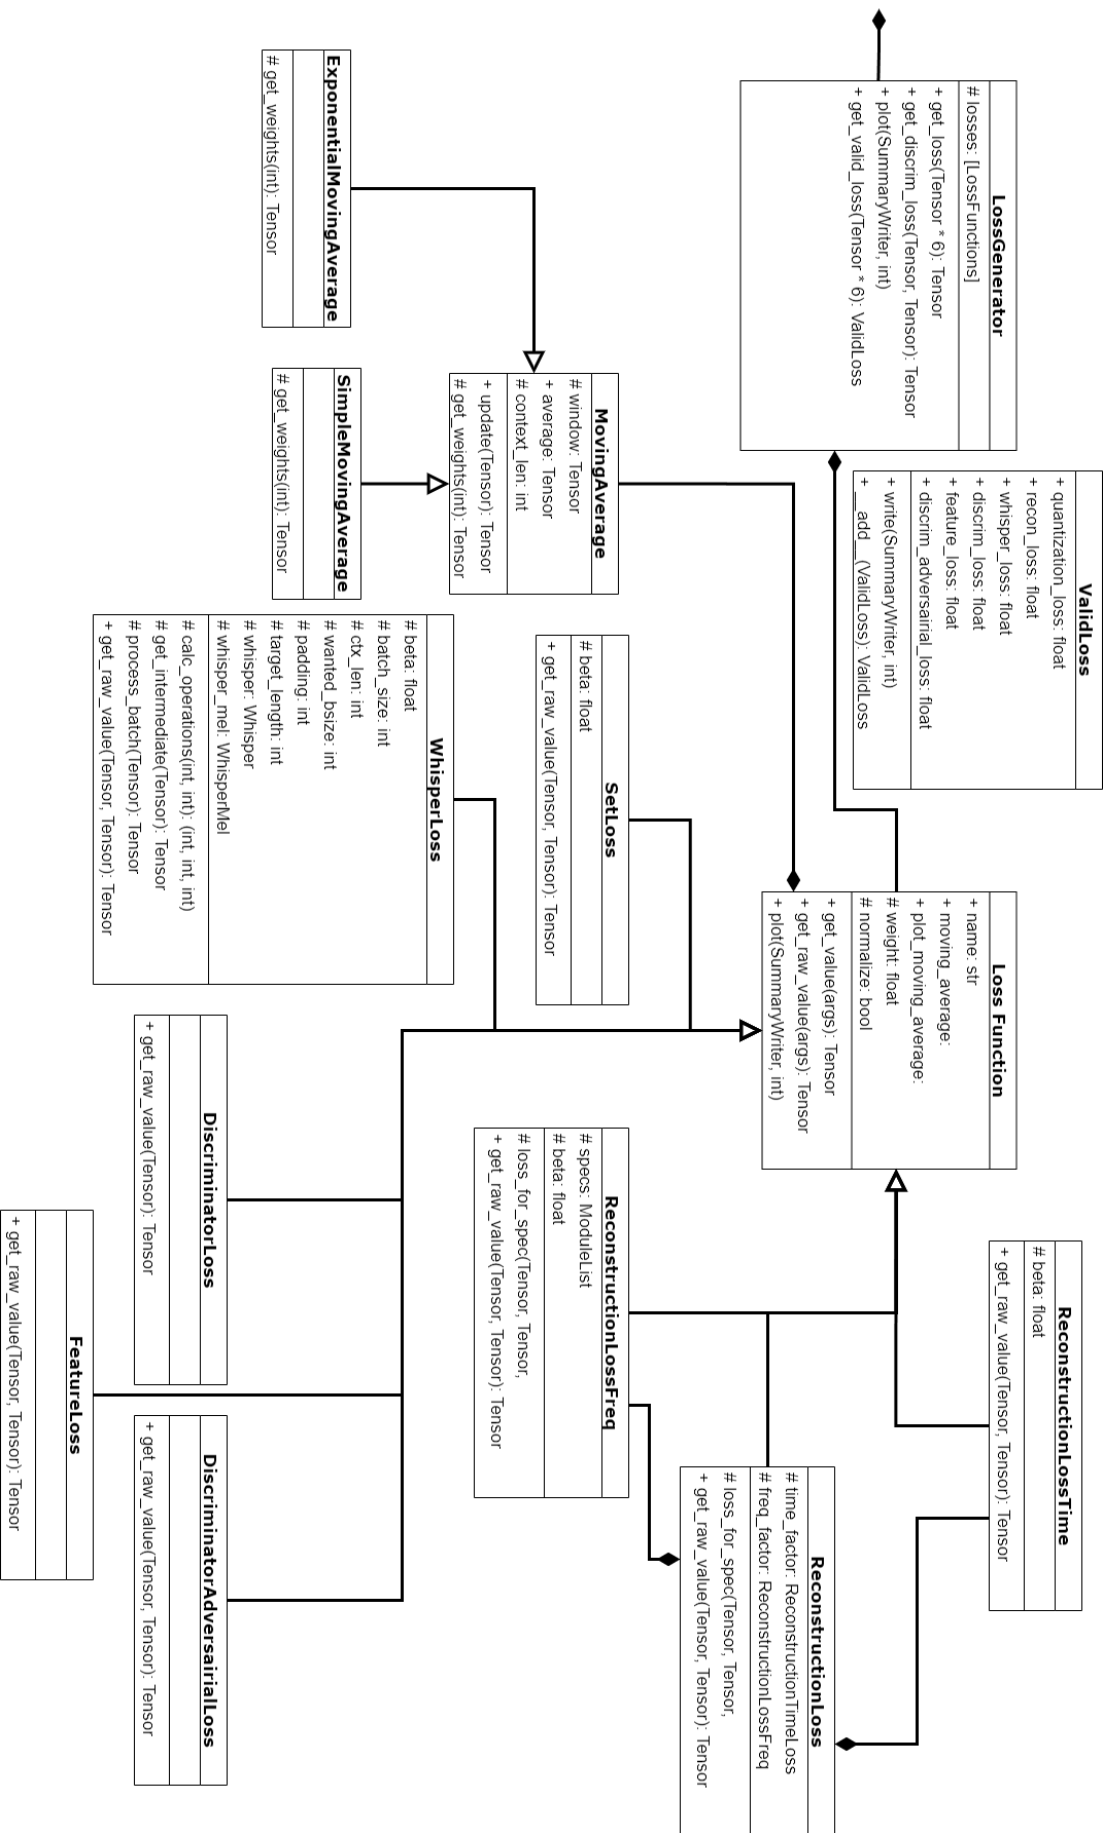 LossGenerator
# losses: [LossFunctions]
+ get_loss(Tensor * 6): Tensor
+ get_discrim_loss(Tensor, Tensor): Tensor
+ plot(SummaryWriter, int)
+ get_valid_loss(Tensor * 6): ValidLoss
ValidLoss
+ quantization_loss: float
+ recon_loss: float
+ whisper_loss: float
+ discrim_loss: float
+ feature_loss: float
+ discrim_adversairial_loss: float
+ write(SummaryWriter, int)
+ __add__(ValidLoss): ValidLoss
Loss Function
+ name: str
+ moving_average:
+ plot_moving_average:
# weight: float
# normalize: bool
+ get_value(args): Tensor
+ get_raw_value(args): Tensor
+ plot(SummaryWriter, int)
ReconstructionLossTime
# beta: float
+ get_raw_value(Tensor, Tensor): Tensor
ReconstructionLoss
# time_factor: ReconstructionTimeLoss
# freq_factor: ReconstructionLossFreq
# loss_for_spec(Tensor, Tensor,
+ get_raw_value(Tensor, Tensor): Tensor
ExponentialMovingAverage
# get_weights(int): Tensor
MovingAverage
# window: Tensor
+ average: Tensor
# context_len: int
+ update(Tensor): Tensor
# get_weights(int): Tensor
SimpleMovingAverage
# get_weights(int): Tensor
SetLoss
# beta: float
+ get_raw_value(Tensor, Tensor): Tensor
WhisperLoss
# beta: float
# batch_size: int
# ctx_len: int
# wanted_bsize: int
# padding: int
# target_length: int
# whisper: Whisper
# whisper_mel: WhisperMel
# calc_operations(int, int): (int, int, int)
# get_intermediate(Tensor): Tensor
# process_batch(Tensor): Tensor
+ get_raw_value(Tensor, Tensor): Tensor
ReconstructionLossFreq
# specs: ModuleList
# beta: float
# loss_for_spec(Tensor, Tensor,
+ get_raw_value(Tensor, Tensor): Tensor
DiscriminatorLoss
+ get_raw_value(Tensor): Tensor
FeatureLoss
+ get_raw_value(Tensor, Tensor): Tensor
DiscriminatorAdversairialLoss
+ get_raw_value(Tensor, Tensor): Tensor